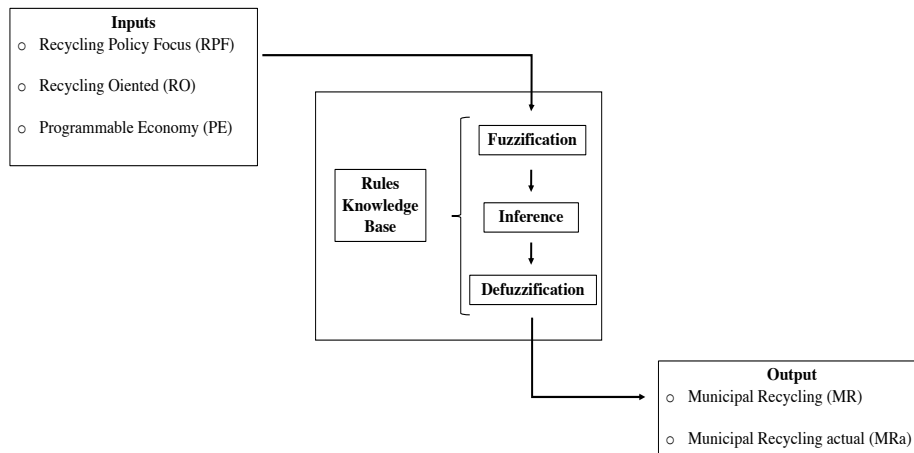 Inputs
○ Recycling Policy Focus (RPF)
○ Recycling Oiented (RO)
○ Programmable Economy (PE)
Fuzzification
Rules
Knowledge
Base
Inference
Defuzzification
Output
○ Municipal Recycling (MR)
○ Municipal Recycling actual (MRa)